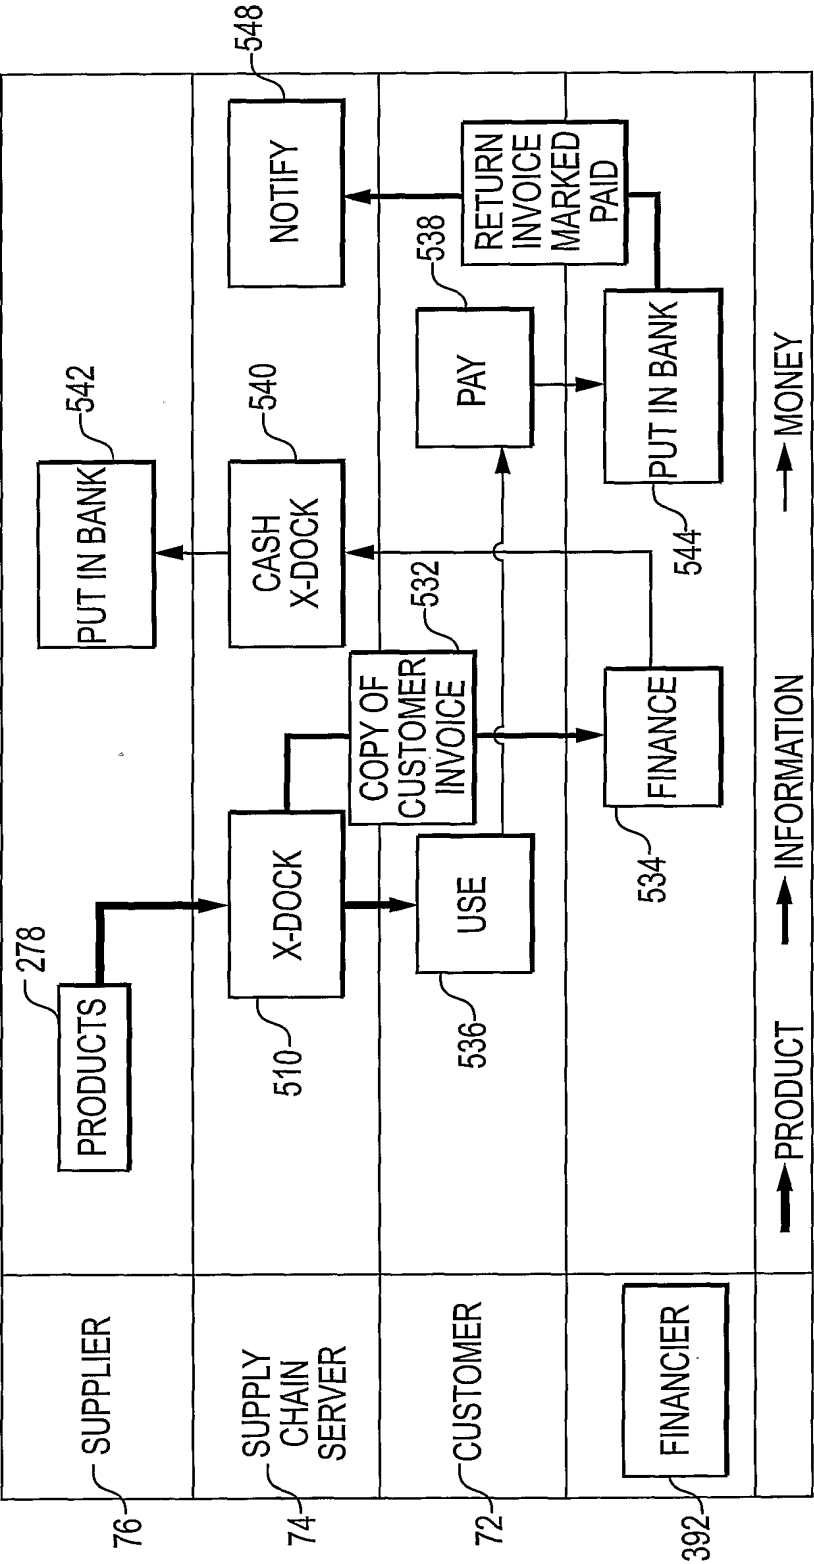 76
SUPPLIER
278
PRODUCTS
PUT IN BANK
542
74
SUPPLY
CHAIN
SERVER
510
X-DOCK
CASH
X-DOCK
540
NOTIFY
548
72
CUSTOMER
536
USE
COPY OF
CUSTOMER
INVOICE
532
PAY
538
RETURN
INVOICE
MARKED
PAID
392
FINANCIER
534
FINANCE
544
PUT IN BANK
PRODUCT
INFORMATION
MONEY